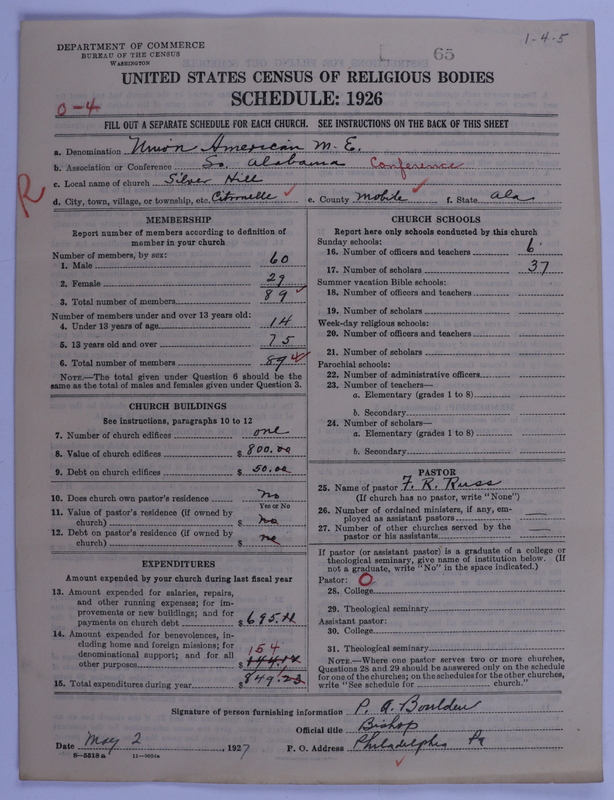 1-4-5
DEPARTMENT OF COMMERCE
BUREAU OF THE CENSUS
WASHINGTON
65
UNITED STATES CENSUS OF RELIGIOUS BODIES
SCHEDULE: 1926
0-4
FILL OUT A SEPARATE SCHEDULE FOR EACH CHURCH. SEE INSTRUCTIONS ON THE BACK OF THIS SHEET
a. Denomination Union American M. E.
b. Association or Conference So. Alabama Conference
c. Local name of church Silver Hill
R
d. City, town, village, or township, etc. Citronelle e. County Mobile f. State Ala
MEMBERSHIP
Report number of members according to definition of member in your church
Number of members, by sex:
1. Male 60
2. Female 29
3. Total number of members 89
Number of members under and over 13 years old:
4. Under 13 years of age 14
5. 13 years old and over 75
6. Total number of members 89
NOTE.—The total given under Question 6 should be the
same as the total of males and females given under Question 3.
CHURCH BUILDINGS
See instructions, paragraphs 10 to 12
7. Number of church edifices one
8. Value of church edifices $ 800.00
9. Debt on church edifices $ 50.00
10. Does church own pastor's residence no
Yes or No
11. Value of pastor's residence (if owned by
church) $ no
12. Debt on pastor's residence (if owned by
church) $ no
EXPENDITURES
Amount expended by your church during last fiscal year
13. Amount expended for salaries, repairs,
and other running expenses; for im-
provements or new buildings; and for
payments on church debt $ 695.11
14. Amount expended for benevolences, in-
cluding home and foreign missions; for
denominational support; and for all
other purposes $ 154
15. Total expenditures during year $ 849.
CHURCH SCHOOLS
Report here only schools conducted by this church
Sunday schools:
16. Number of officers and teachers 6
17. Number of scholars 37
Summer vacation Bible schools:
18. Number of officers and teachers
19. Number of scholars
Week-day religious schools:
20. Number of officers and teachers
21. Number of scholars
Parochial schools:
22. Number of administrative officers
23. Number of teachers—
a. Elementary (grades 1 to 8)
b. Secondary
24. Number of scholars—
a. Elementary (grades 1 to 8)
b. Secondary
PASTOR
25. Name of pastor F. R. Russ
(If church has no pastor, write "None")
26. Number of ordained ministers, if any, em-
ployed as assistant pastors
27. Number of other churches served by the
pastor or his assistants
If pastor (or assistant pastor) is a graduate of a college or
theological seminary, give name of institution below. (If
not a graduate, write "No" in the space indicated.)
Pastor: O
28. College
29. Theological seminary
Assistant pastor:
30. College
31. Theological seminary
NOTE.—Where one pastor serves two or more churches,
Questions 28 and 29 should be answered only on the schedule
for one of the churches; on the schedules for the other churches,
write "See schedule for church."
Signature of person furnishing information P. A. Boulden
Official title Bishop
Date May 2, 1927 P. O. Address Philadelphia Pa
8-5518 a 11-9024a